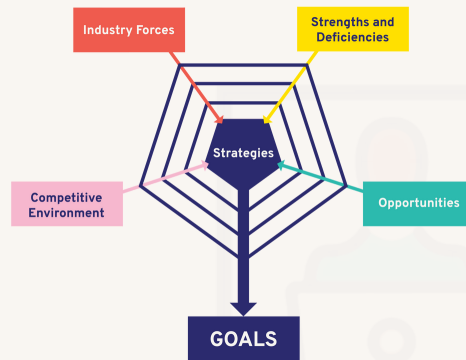 Industry Forces
Strengths and
Deficiencies
Strategies
Competitive
Environment
Opportunities
GOALS